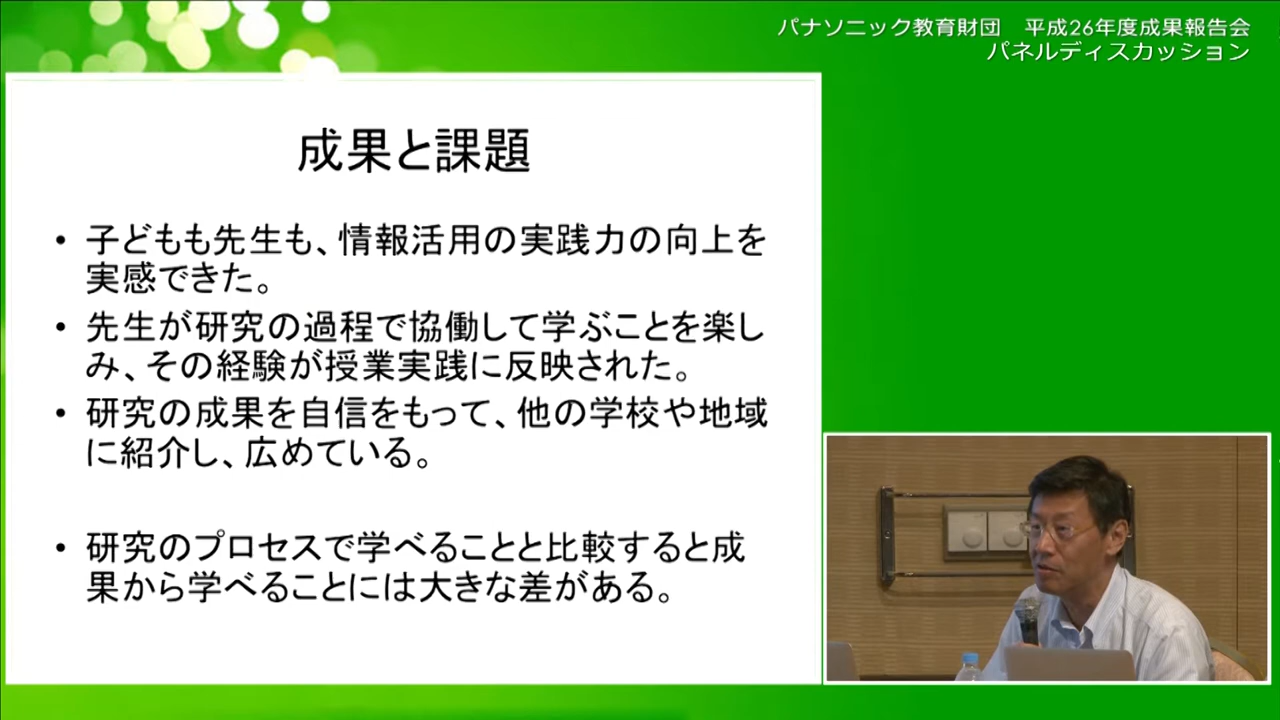 パナソニック教育財団　平成26年度成果報告会
パネルディスカッション
成果と課題
• 子どもも先生も、情報活用の実践力の向上を
実感できた。
• 先生が研究の過程で協働して学ぶことを楽し
み、その経験が授業実践に反映された。
• 研究の成果を自信をもって、他の学校や地域
に紹介し、広めている。
• 研究のプロセスで学べることと比較すると成
果から学べることには大きな差がある。